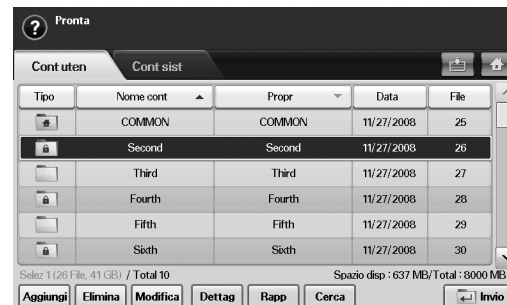 Pronta
Cont uten Cont sist
Tipo Nome cont Propr Data File
COMMON COMMON 11/27/2008 25
Second Second 11/27/2008 26
Third Third 11/27/2008 27
Fourth Fourth 11/27/2008 28
Fifth Fifth 11/27/2008 29
Sixth Sixth 11/27/2008 30
Selez 1 (26 File, 41 GB) / Total 10 Spazio disp : 637 MB/Total : 8000 MB
Aggiungi Elimina Modifica Dettag Rapp Cerca Invio